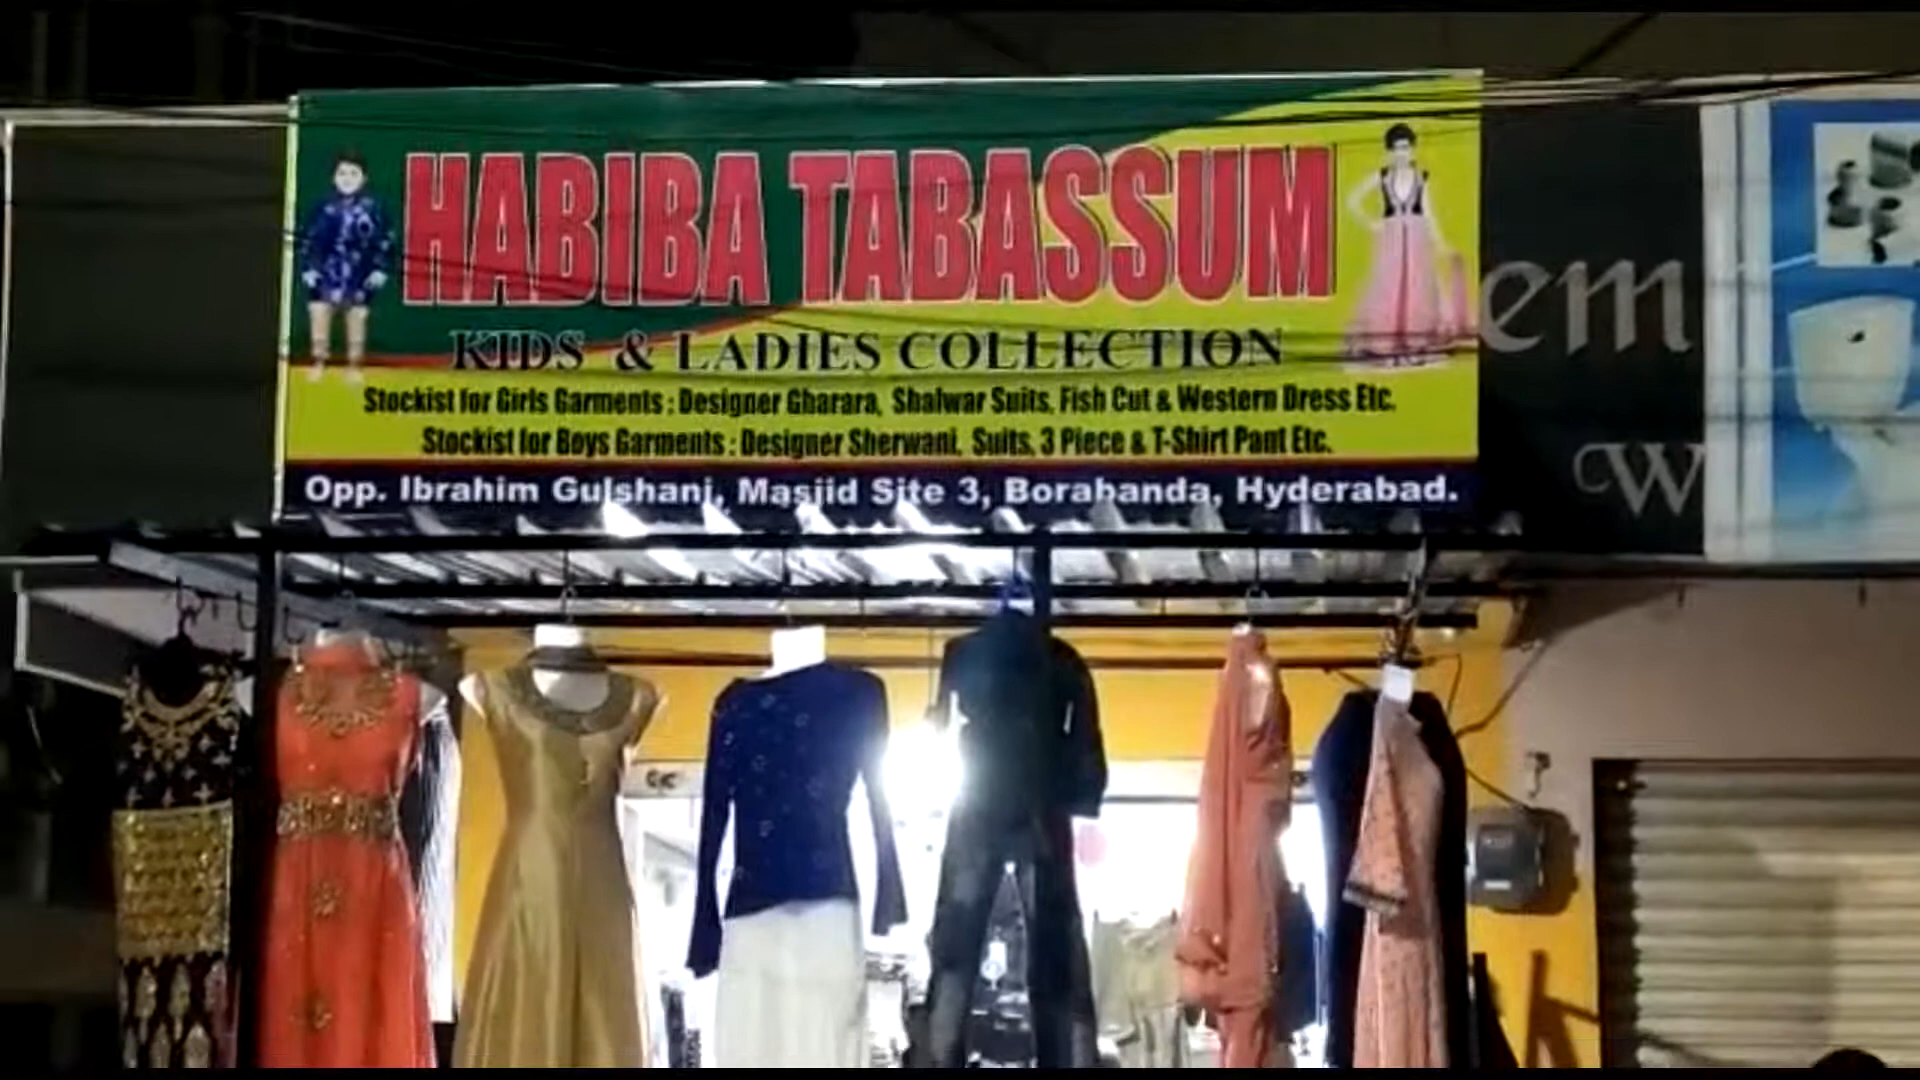 HABIBA TABASSUM
KIDS & LADIES COLLECTION
Stockist for Girls Garments : Designer Gharara, Shalwar Suits, Fish Cut & Western Dress Etc.
Stockist for Boys Garments : Designer Sherwani, Suits, 3 Piece & T-Shirt Pant Etc.
Opp. Ibrahim Gulshani, Masjid Site 3, Borabanda, Hyderabad.
em
W